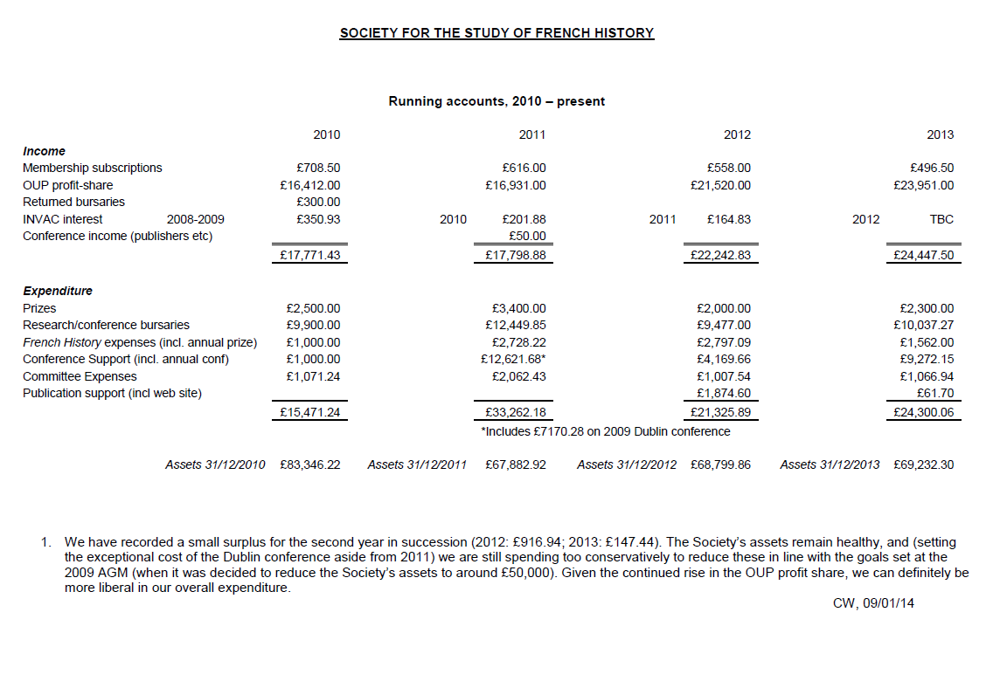 SOCIETY FOR THE STUDY OF FRENCH HISTORY
Running accounts, 2010 – present
2010 2011 2012 2013
Income
Membership subscriptions £708.50 £616.00 £558.00 £496.50
OUP profit-share £16,412.00 £16,931.00 £21,520.00 £23,951.00
Returned bursaries £300.00
INVAC interest 2008-2009 £350.93 2010 £201.88 2011 £164.83 2012 TBC
Conference income (publishers etc) £50.00
£17,771.43 £17,798.88 £22,242.83 £24,447.50
Expenditure
Prizes £2,500.00 £3,400.00 £2,000.00 £2,300.00
Research/conference bursaries £9,900.00 £12,449.85 £9,477.00 £10,037.27
French History expenses (incl. annual prize) £1,000.00 £2,728.22 £2,797.09 £1,562.00
Conference Support (incl. annual conf) £1,000.00 £12,621.68* £4,169.66 £9,272.15
Committee Expenses £1,071.24 £2,062.43 £1,007.54 £1,066.94
Publication support (incl web site) £1,874.60 £61.70
£15,471.24 £33,262.18 £21,325.89 £24,300.06
*Includes £7170.28 on 2009 Dublin conference
Assets 31/12/2010 £83,346.22 Assets 31/12/2011 £67,882.92 Assets 31/12/2012 £68,799.86 Assets 31/12/2013 £69,232.30
1. We have recorded a small surplus for the second year in succession (2012: £916.94; 2013: £147.44). The Society's assets remain healthy, and (setting
the exceptional cost of the Dublin conference aside from 2011) we are still spending too conservatively to reduce these in line with the goals set at the
2009 AGM (when it was decided to reduce the Society's assets to around £50,000). Given the continued rise in the OUP profit share, we can definitely be
more liberal in our overall expenditure.
CW, 09/01/14